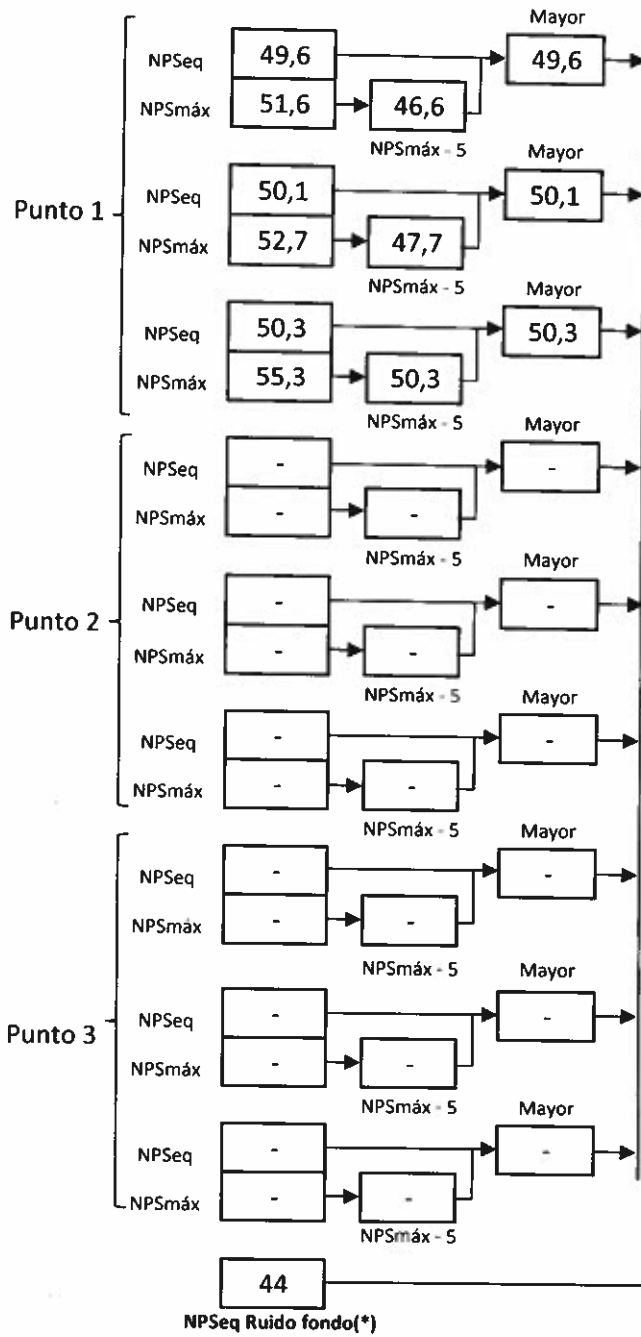 Mayor
NPSeq 49,6 49,6
NPSmáx 51,6 46,6
NPSmáx - 5
Mayor
NPSeq 50,1 50,1
Punto 1
NPSmáx 52,7 47,7
NPSmáx - 5
Mayor
NPSeq 50,3 50,3
NPSmáx 55,3 50,3
NPSmáx - 5
Mayor
NPSeq - -
NPSmáx - -
NPSmáx - 5
Mayor
NPSeq - -
Punto 2
NPSmáx - -
NPSmáx - 5
Mayor
NPSeq - -
NPSmáx - -
NPSmáx - 5
Mayor
NPSeq - -
NPSmáx - -
NPSmáx - 5
Mayor
NPSeq - -
Punto 3
NPSmáx - -
NPSmáx - 5
Mayor
NPSeq - -
NPSmáx - -
NPSmáx - 5
44
NPSeq Ruido fondo(*)